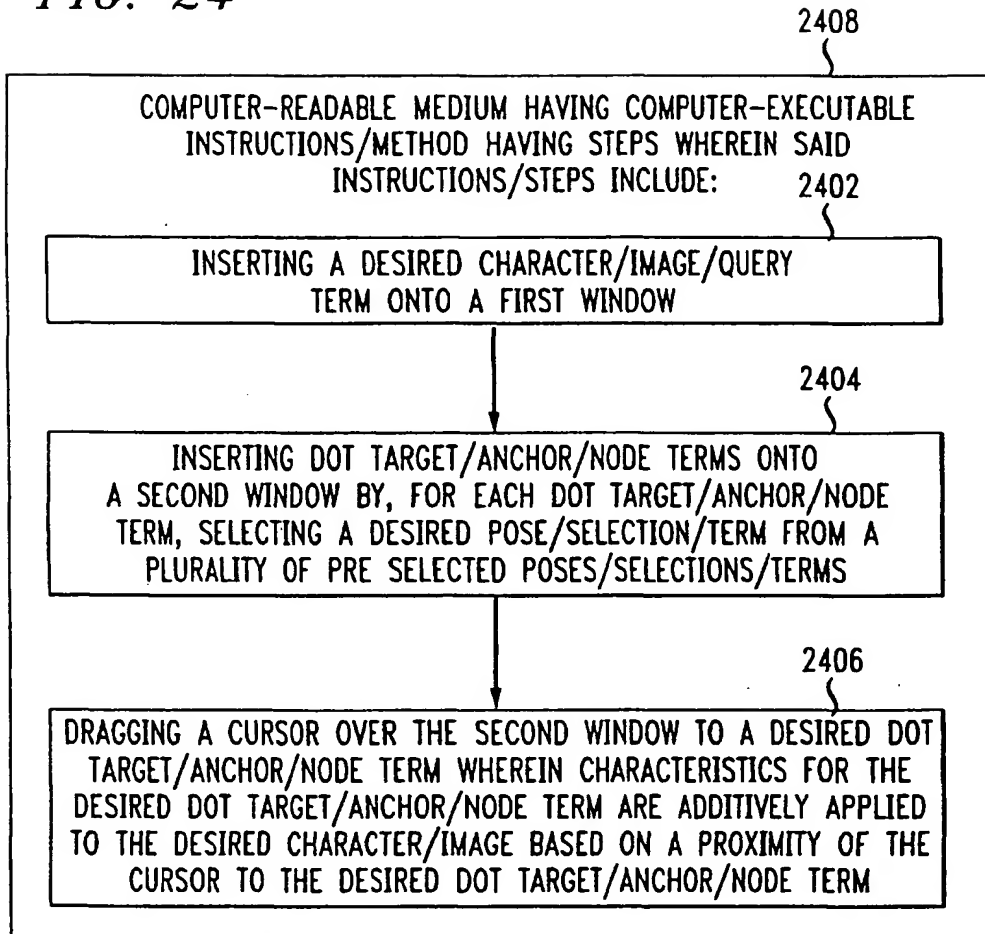 FIG. 24
2408
COMPUTER-READABLE MEDIUM HAVING COMPUTER-EXECUTABLE
INSTRUCTIONS/METHOD HAVING STEPS WHEREIN SAID
INSTRUCTIONS/STEPS INCLUDE:
2402
INSERTING A DESIRED CHARACTER/IMAGE/QUERY
TERM ONTO A FIRST WINDOW
2404
INSERTING DOT TARGET/ANCHOR/NODE TERMS ONTO
A SECOND WINDOW BY, FOR EACH DOT TARGET/ANCHOR/NODE
TERM, SELECTING A DESIRED POSE/SELECTION/TERM FROM A
PLURALITY OF PRE SELECTED POSES/SELECTIONS/TERMS
2406
DRAGGING A CURSOR OVER THE SECOND WINDOW TO A DESIRED DOT
TARGET/ANCHOR/NODE TERM WHEREIN CHARACTERISTICS FOR THE
DESIRED DOT TARGET/ANCHOR/NODE TERM ARE ADDITIVELY APPLIED
TO THE DESIRED CHARACTER/IMAGE BASED ON A PROXIMITY OF THE
CURSOR TO THE DESIRED DOT TARGET/ANCHOR/NODE TERM